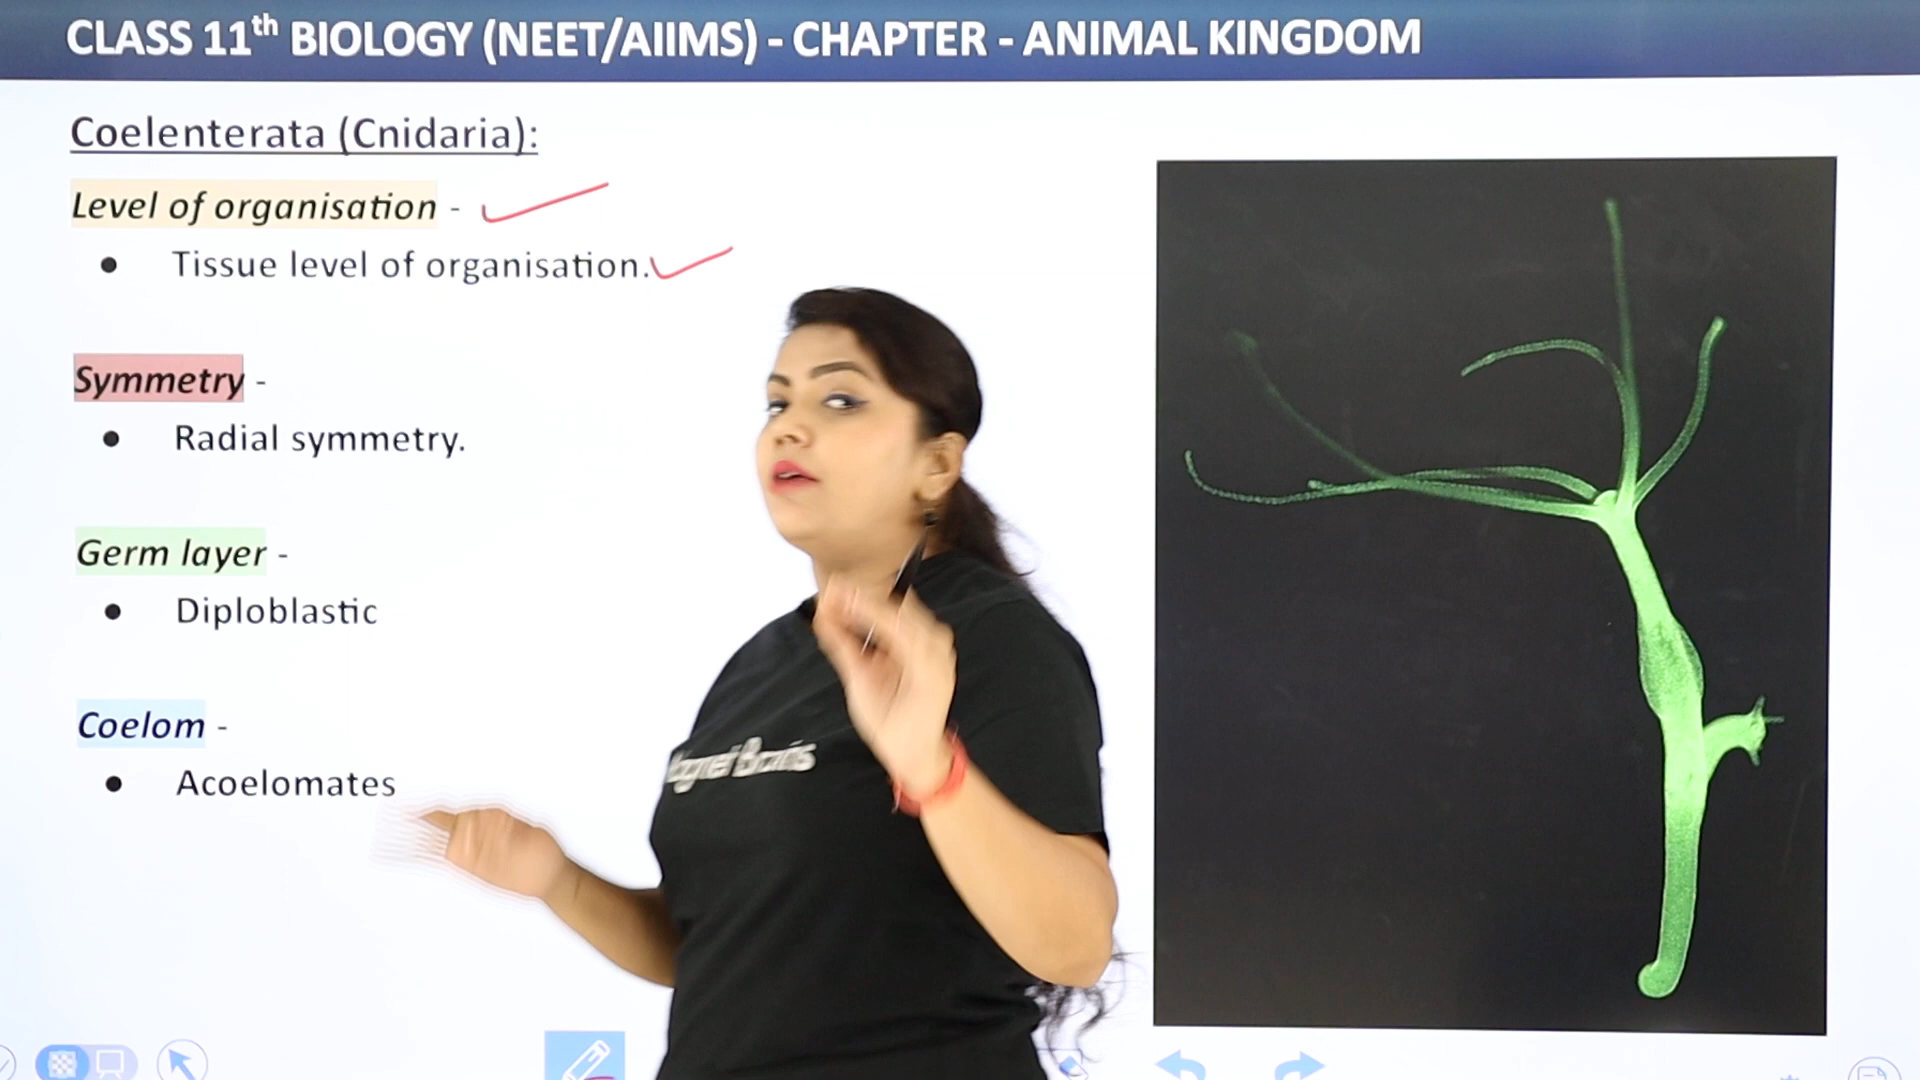 CLASS 11th BIOLOGY (NEET/AIIMS) - CHAPTER - ANIMAL KINGDOM
Coelenterata (Cnidaria):
Level of organisation -
● Tissue level of organisation.
Symmetry -
● Radial symmetry.
Germ layer -
● Diploblastic
Coelom -
● Acoelomates